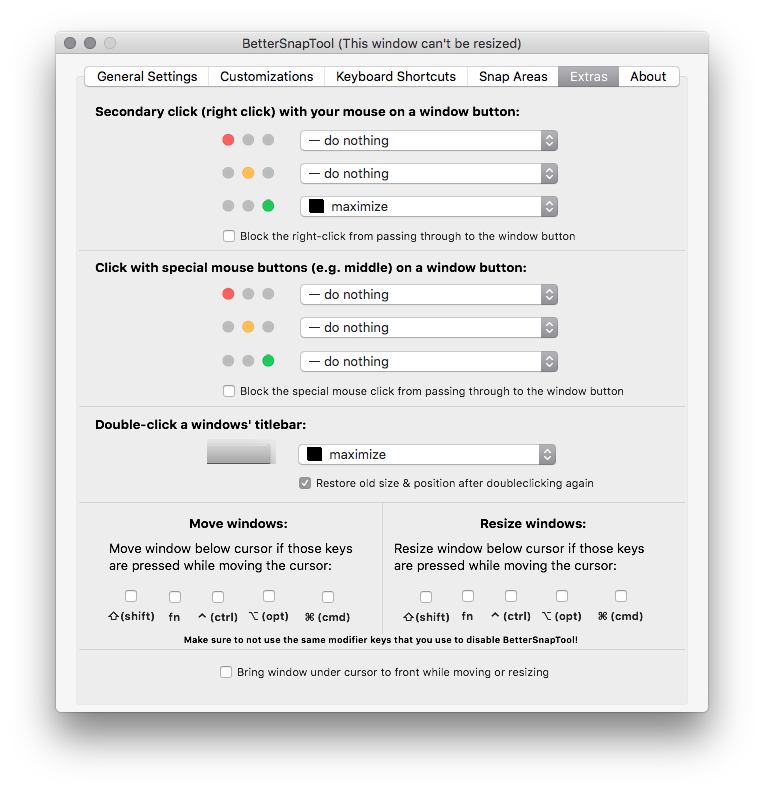 BetterSnapTool (This window can't be resized)
General Settings
Customizations
Keyboard Shortcuts
Snap Areas
Extras
About
Secondary click (right click) with your mouse on a window button:
— do nothing
— do nothing
maximize
Block the right-click from passing through to the window button
Click with special mouse buttons (e.g. middle) on a window button:
— do nothing
— do nothing
— do nothing
Block the special mouse click from passing through to the window button
Double-click a windows' titlebar:
maximize
Restore old size & position after doubleclicking again
Move windows:
Move window below cursor if those keys
are pressed while moving the cursor:
⇧(shift)
fn
^ (ctrl)
⌥ (opt)
⌘ (cmd)
Resize windows:
Resize window below cursor if those keys
are pressed while moving the cursor:
⇧(shift)
fn
^ (ctrl)
⌥ (opt)
⌘ (cmd)
Make sure to not use the same modifier keys that you use to disable BetterSnapTool!
Bring window under cursor to front while moving or resizing